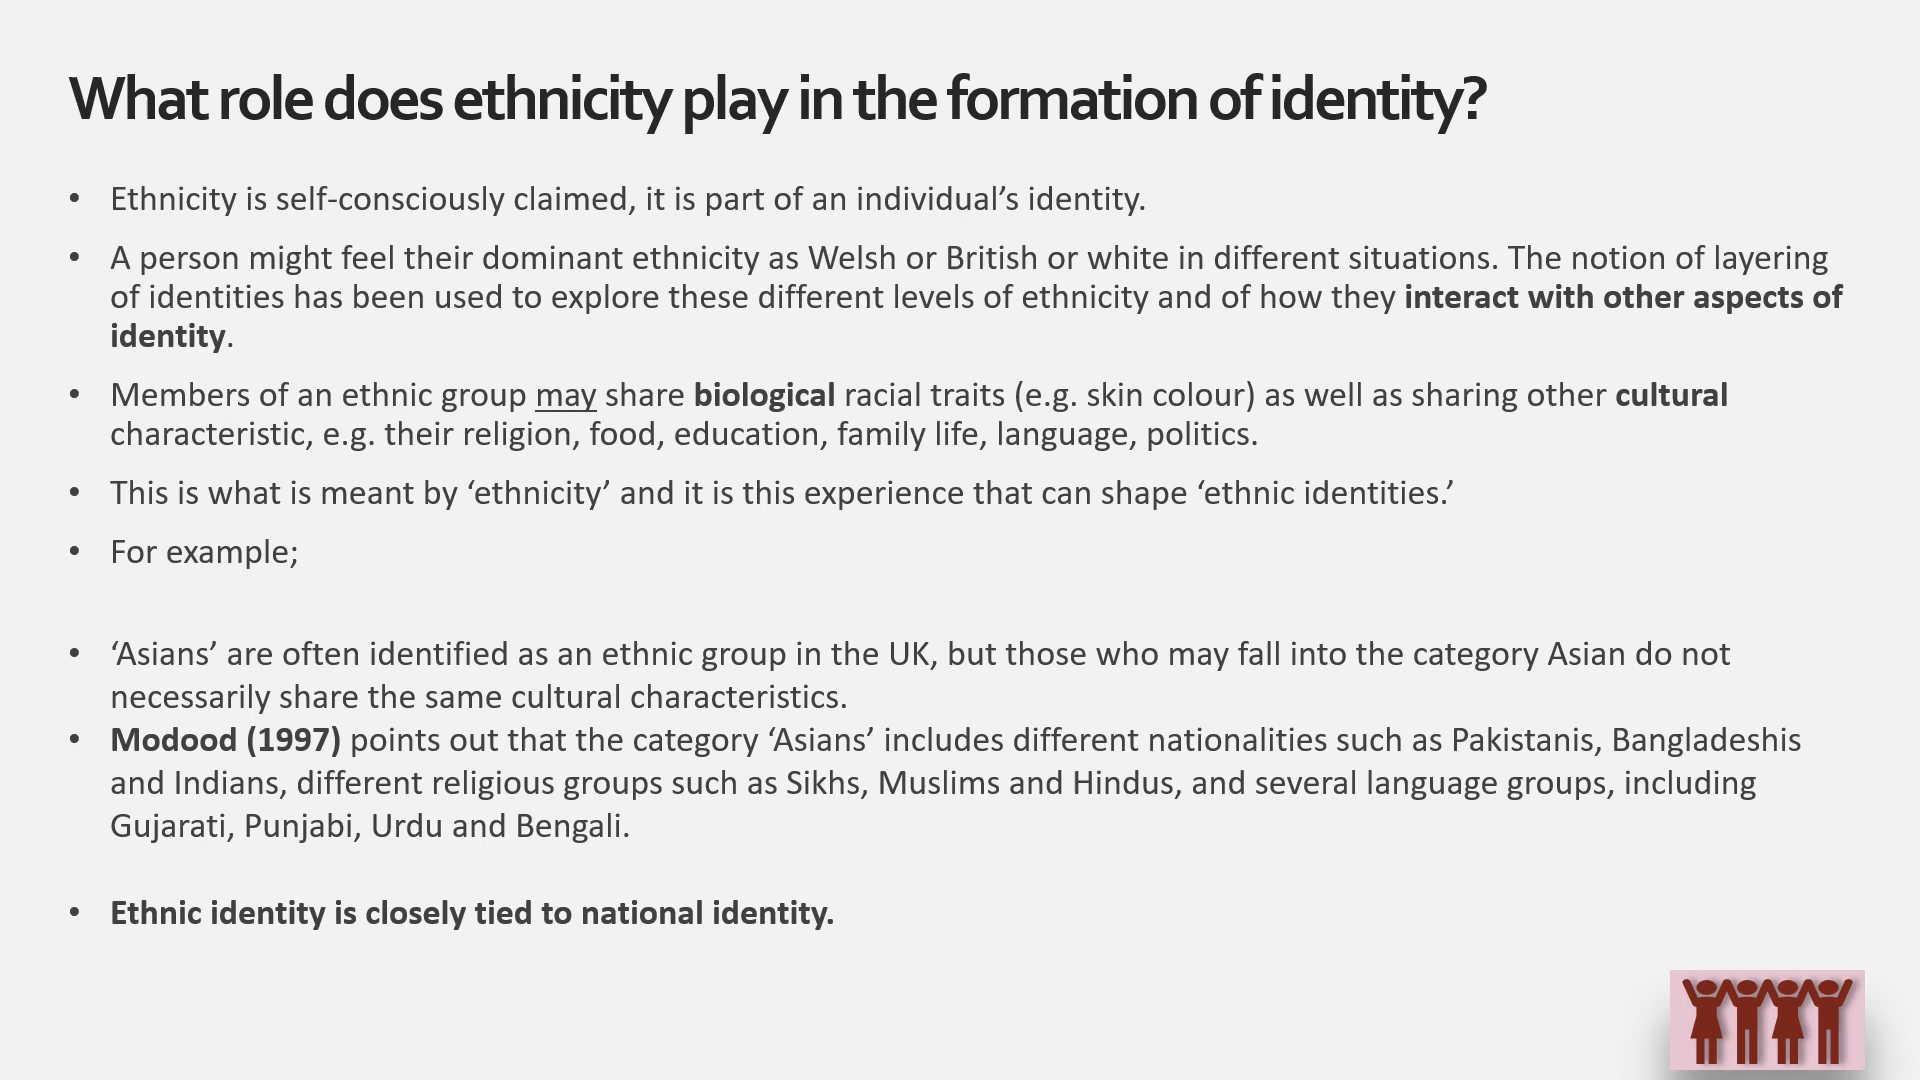 What role does ethnicity play in the formation of identity?
• Ethnicity is self-consciously claimed, it is part of an individual’s identity.
• A person might feel their dominant ethnicity as Welsh or British or white in different situations. The notion of layering
of identities has been used to explore these different levels of ethnicity and of how they interact with other aspects of
identity.
• Members of an ethnic group may share biological racial traits (e.g. skin colour) as well as sharing other cultural
characteristic, e.g. their religion, food, education, family life, language, politics.
• This is what is meant by ‘ethnicity’ and it is this experience that can shape ‘ethnic identities.’
• For example;
• ‘Asians’ are often identified as an ethnic group in the UK, but those who may fall into the category Asian do not
necessarily share the same cultural characteristics.
• Modood (1997) points out that the category ‘Asians’ includes different nationalities such as Pakistanis, Bangladeshis
and Indians, different religious groups such as Sikhs, Muslims and Hindus, and several language groups, including
Gujarati, Punjabi, Urdu and Bengali.
• Ethnic identity is closely tied to national identity.